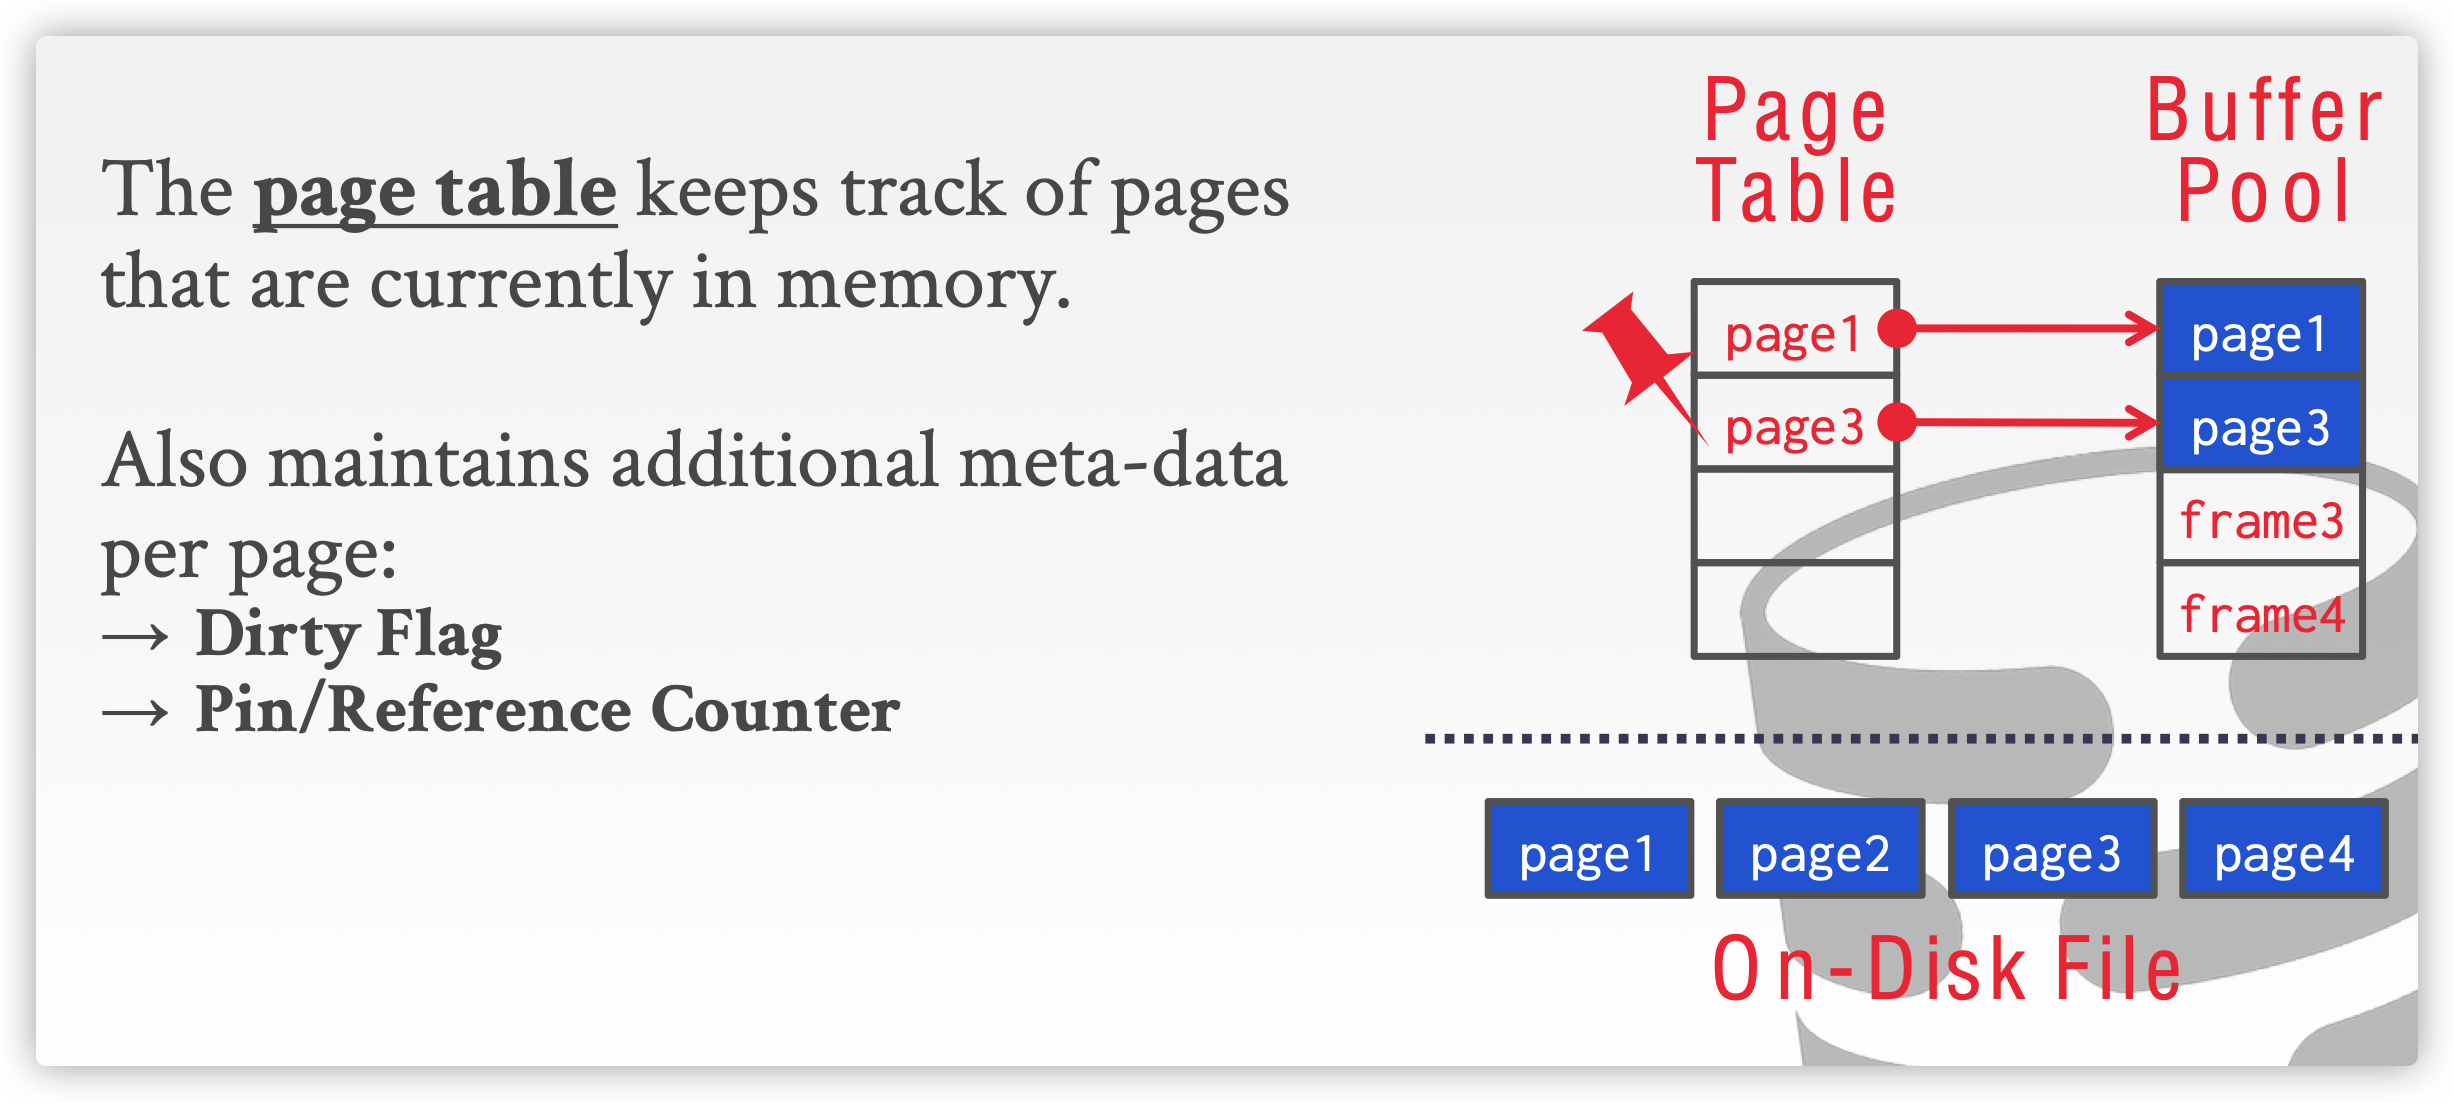 The page table keeps track of pages
that are currently in memory.
Also maintains additional meta-data
per page:
→ Dirty Flag
→ Pin/Reference Counter
Page
Table
page1
page3
Buffer
Pool
page1
page3
frame3
frame4
page1 page2 page3 page4
On-Disk File